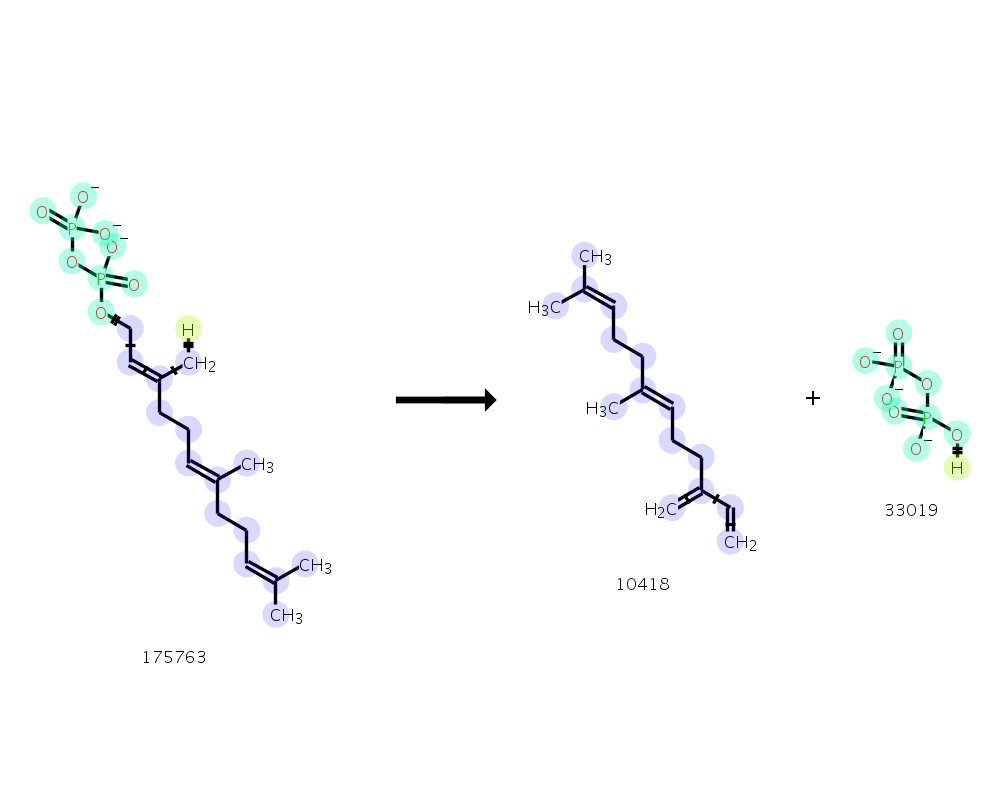 O⁻
O P O⁻
O⁻
O P O
O
H
CH₂
CH₃
CH₃
CH₃
175763
CH₃
H₃C
H₃C
H₂C
CH₂
10418
+
O
O⁻ P
O
O⁻
O P
O
O⁻
H
33019